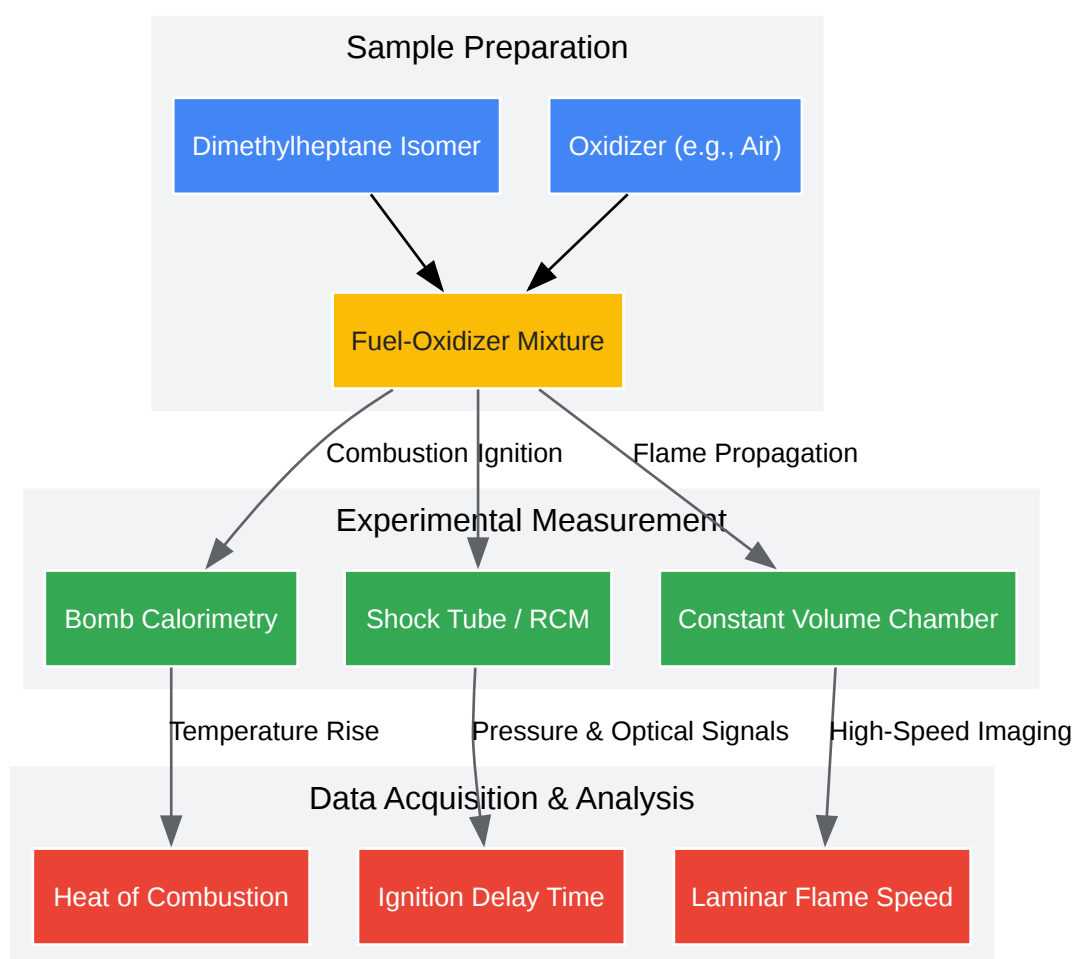 Sample Preparation
Dimethylheptane Isomer
Oxidizer (e.g., Air)
Fuel-Oxidizer Mixture
Combustion
Ignition
Flame Propagation
Experimental Measurement
Bomb Calorimetry
Shock Tube / RCM
Constant Volume Chamber
Temperature Rise
Pressure & Optical Signals
High-Speed Imaging
Data Acquisition & Analysis
Heat of Combustion
Ignition Delay Time
Laminar Flame Speed